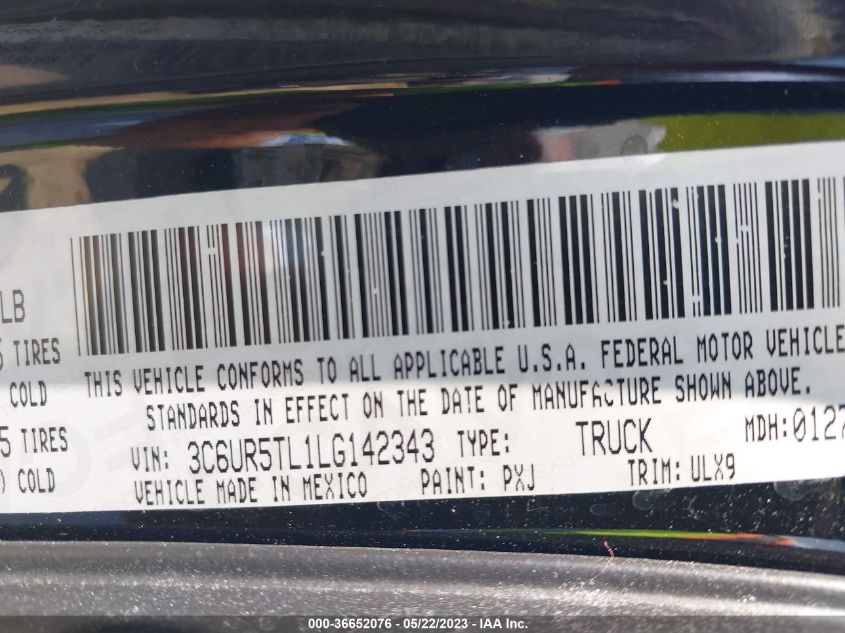 LB
TIRES
COLD
5 TIRES
) COLD
THIS VEHICLE CONFORMS TO ALL APPLICABLE U.S.A. FEDERAL MOTOR VEHICLE
STANDARDS IN EFFECT ON THE DATE OF MANUFACTURE SHOWN ABOVE.
VIN: 3C6UR5TL1LG142343 TYPE: TRUCK MDH:0127
VEHICLE MADE IN MEXICO PAINT: PXJ TRIM: ULX9
000-36652076 - 05/22/2023 - IAA Inc.